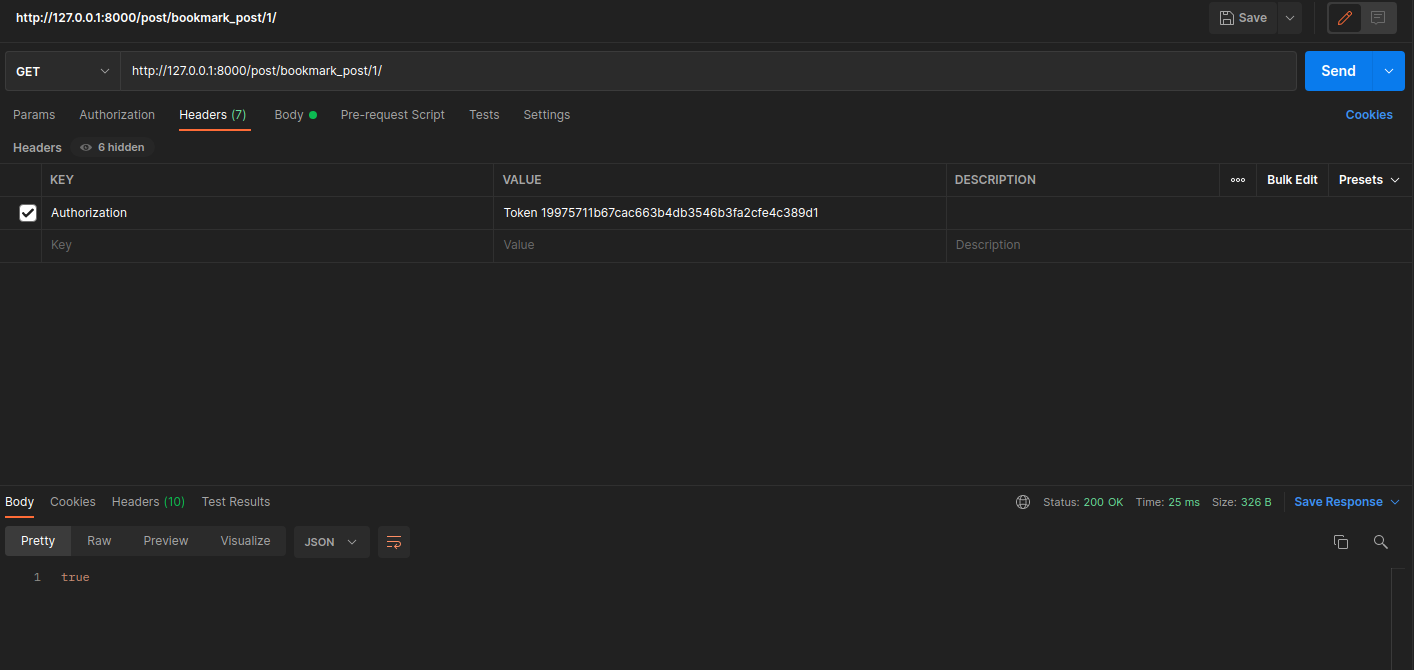 http://127.0.0.1:8000/post/bookmark_post/1/ Save
GET http://127.0.0.1:8000/post/bookmark_post/1/ Send
Params Authorization Headers (7) Body Pre-request Script Tests Settings Cookies
Headers 6 hidden
KEY VALUE DESCRIPTION Bulk Edit Presets
Authorization Token 19975711b67cac663b4db3546b3fa2cfe4c389d1
Key Value Description
Body Cookies Headers (10) Test Results Status: 200 OK Time: 25 ms Size: 326 B Save Response
Pretty Raw Preview Visualize JSON
1 true